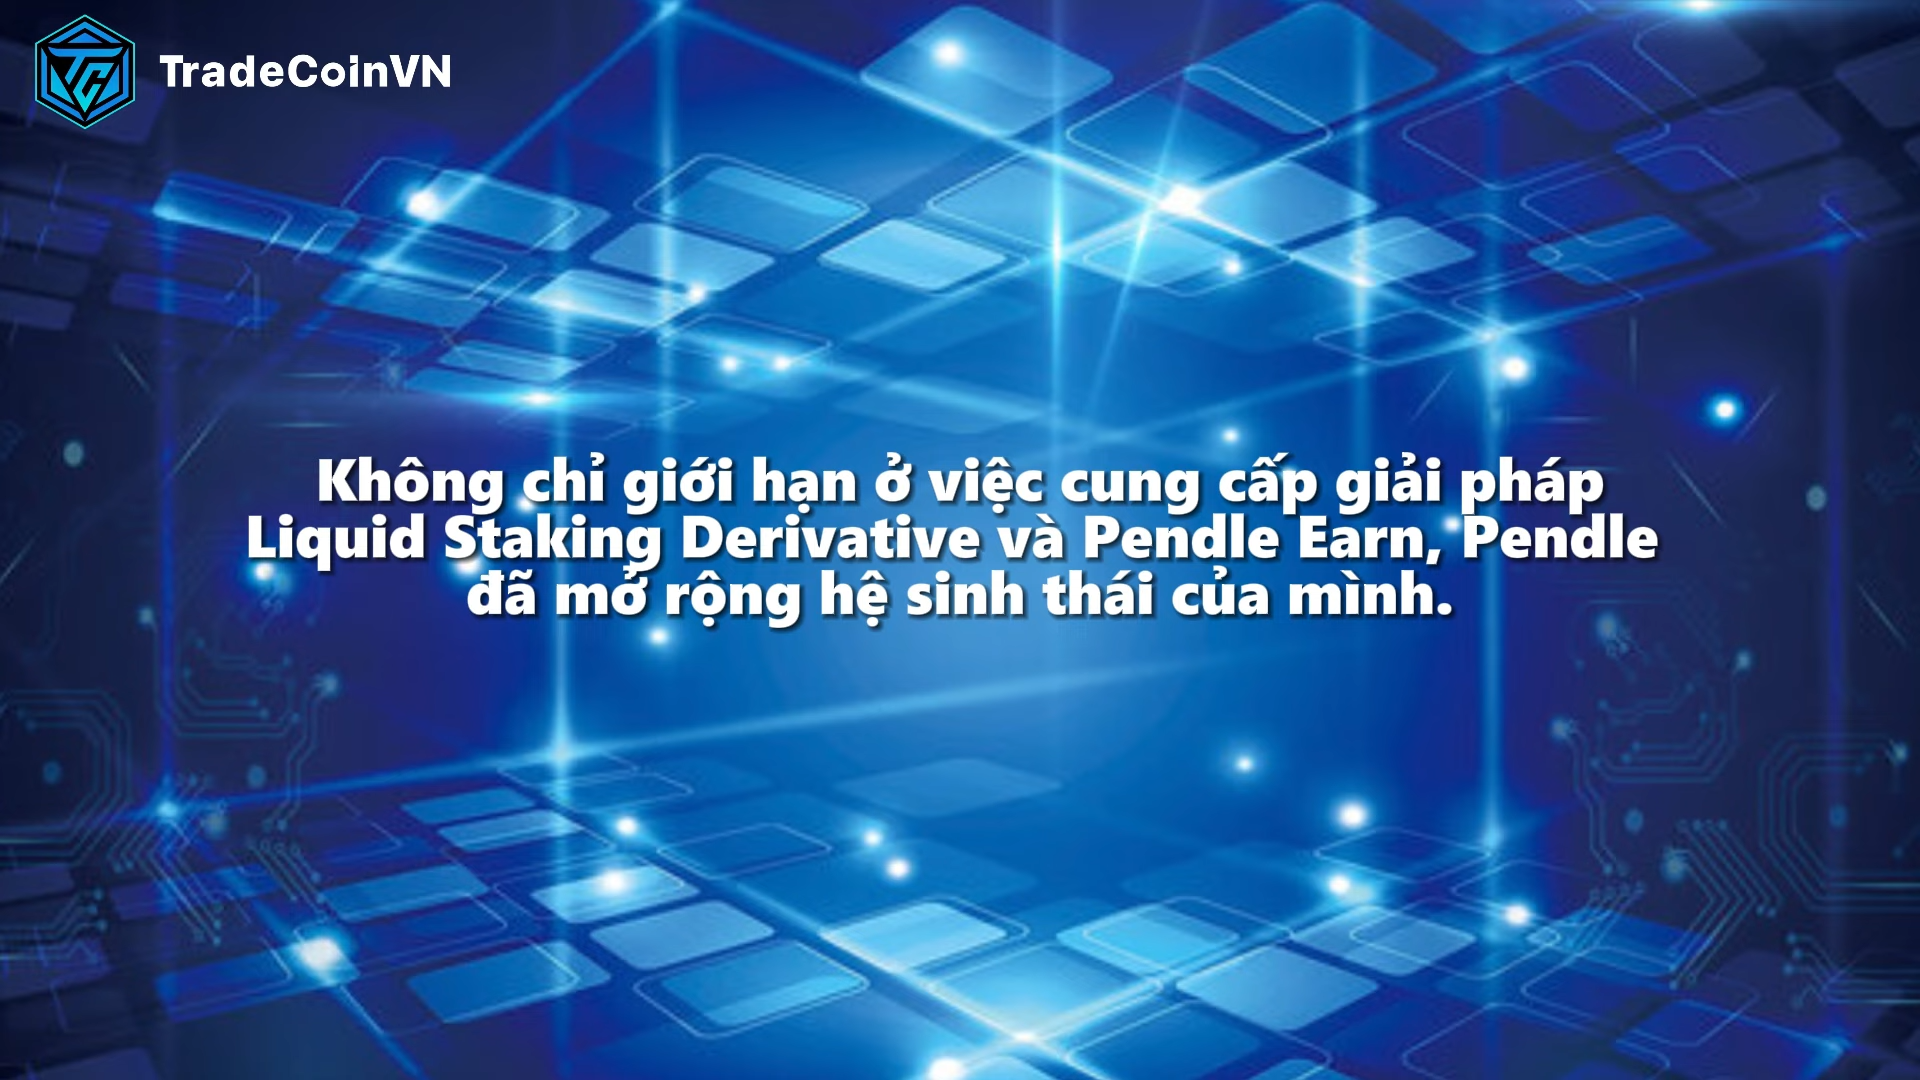 TradeCoinVN
Không chỉ giới hạn ở việc cung cấp giải pháp
Liquid Staking Derivative và Pendle Earn, Pendle
đã mở rộng hệ sinh thái của mình.